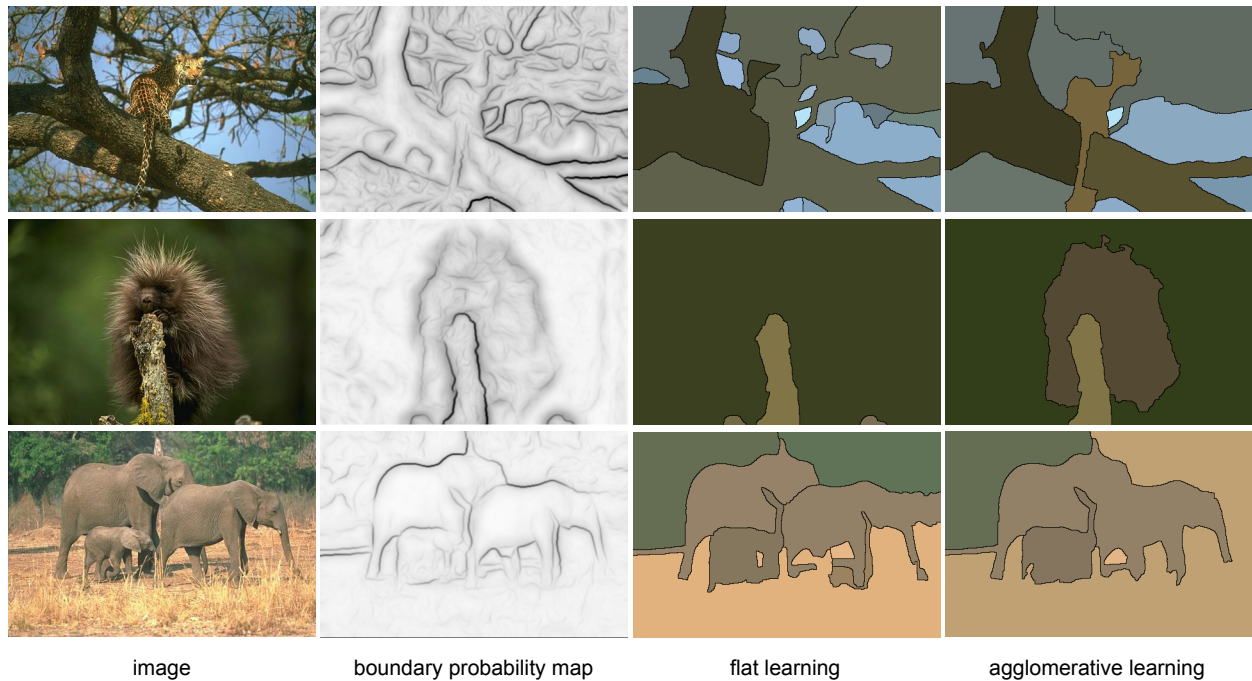 image
boundary probability map
flat learning
agglomerative learning